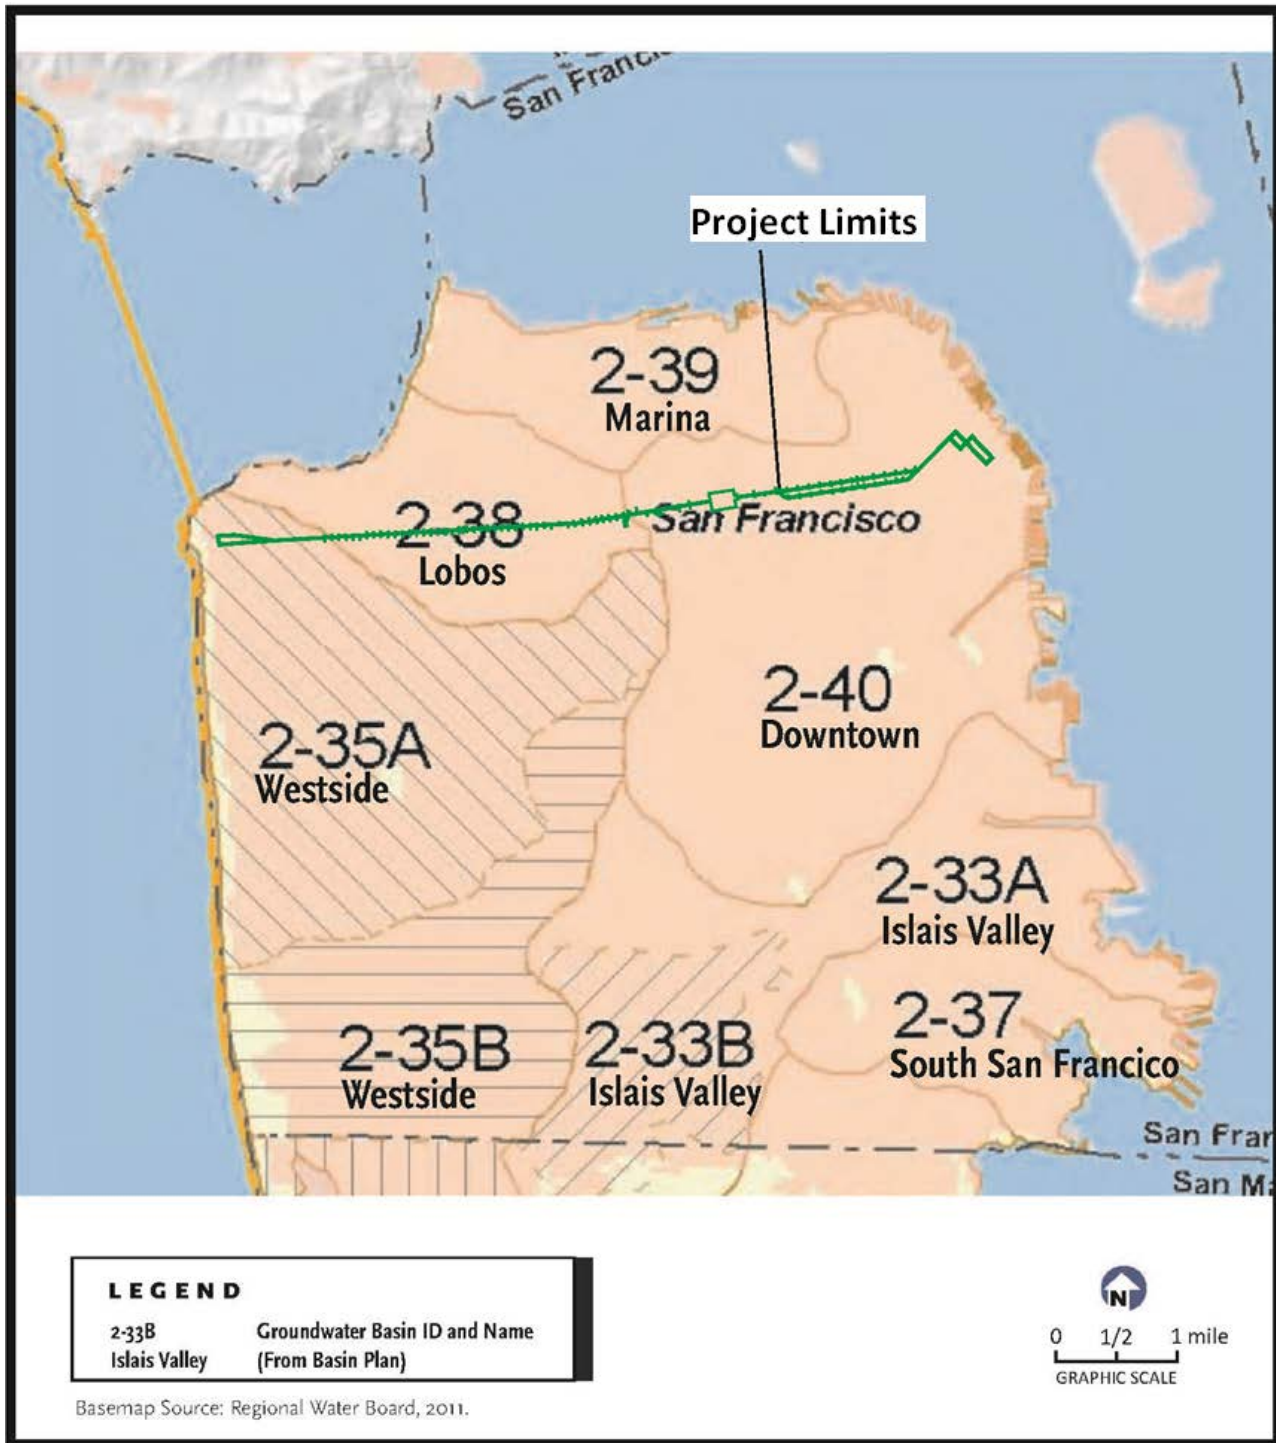 San Francis
Project Limits
2-39
Marina
2-38
Lobos
San Francisco
2-35A
Westside
2-40
Downtown
2-33A
Islais Valley
2-35B
Westside
2-33B
Islais Valley
2-37
South San Francico
San Fran
San Ma
LEGEND
2-33B Groundwater Basin ID and Name
Islais Valley (From Basin Plan)
N
0 1/2 1 mile
GRAPHIC SCALE
Basemap Source: Regional Water Board, 2011.